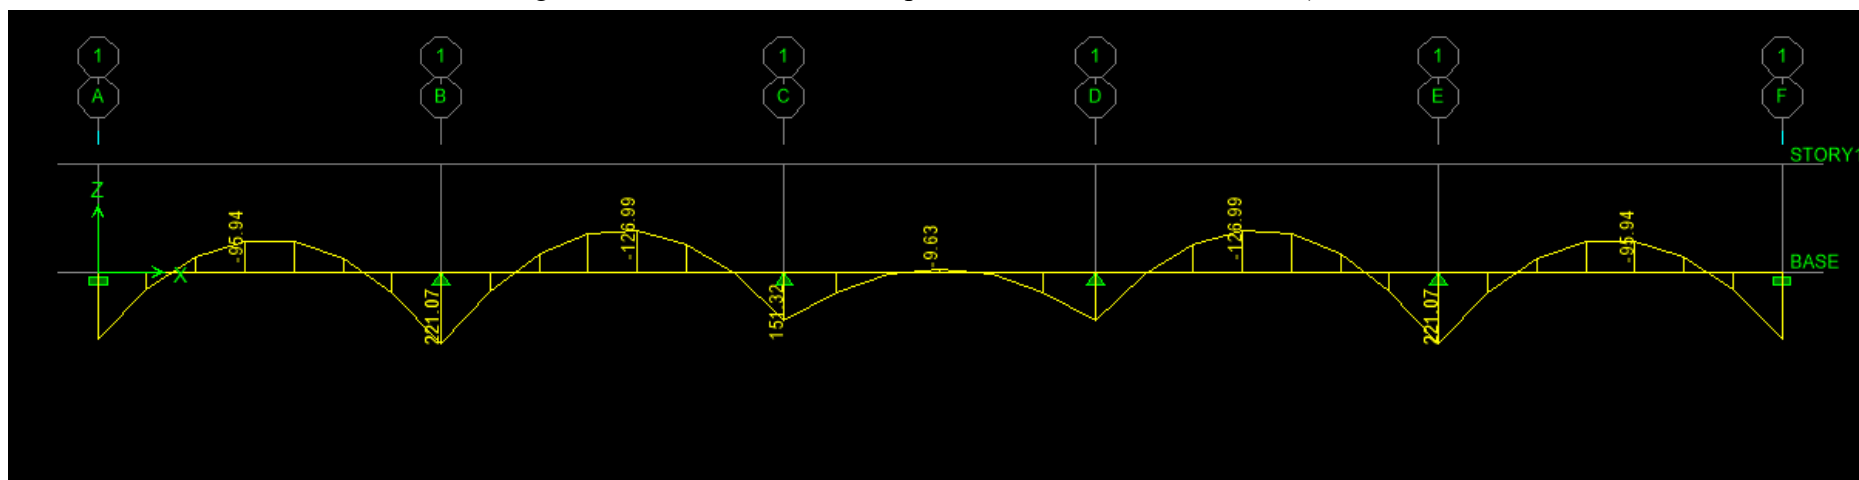 1 1 1 1 1 1
A B C D E F
STORY1
Z
-95.94 -126.99 -9.63 -126.99 -95.94
BASE
X
221.07 151.32 221.07